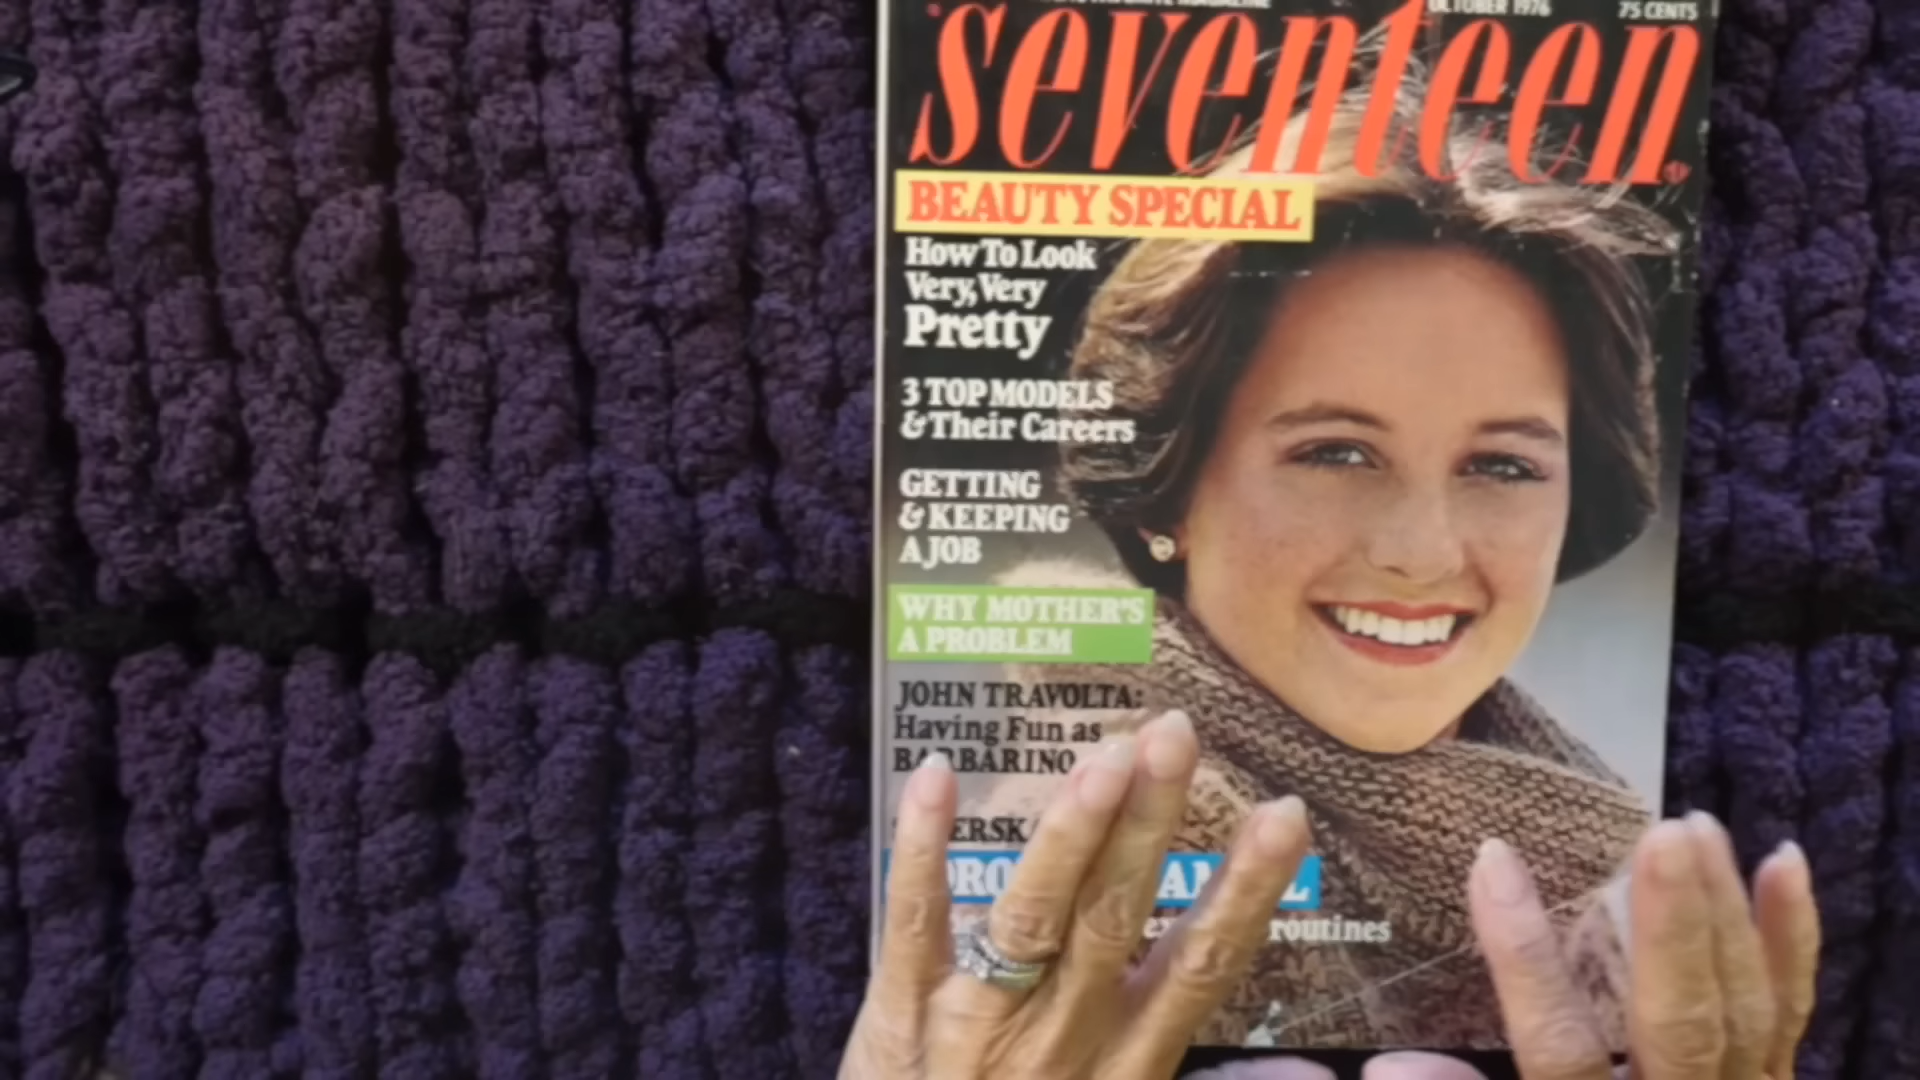 OCTOBER 1976
75 CENTS
seventeen
BEAUTY SPECIAL
How To Look
Very, Very
Pretty
3 TOP MODELS
& Their Careers
GETTING
& KEEPING
A JOB
WHY MOTHER'S
A PROBLEM
JOHN TRAVOLTA:
Having Fun as
BARBARINO
routines